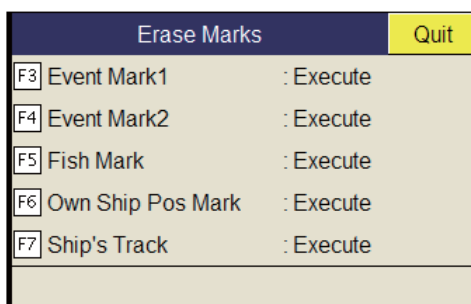 Erase Marks Quit
F3 Event Mark1 : Execute
F4 Event Mark2 : Execute
F5 Fish Mark : Execute
F6 Own Ship Pos Mark : Execute
F7 Ship's Track : Execute